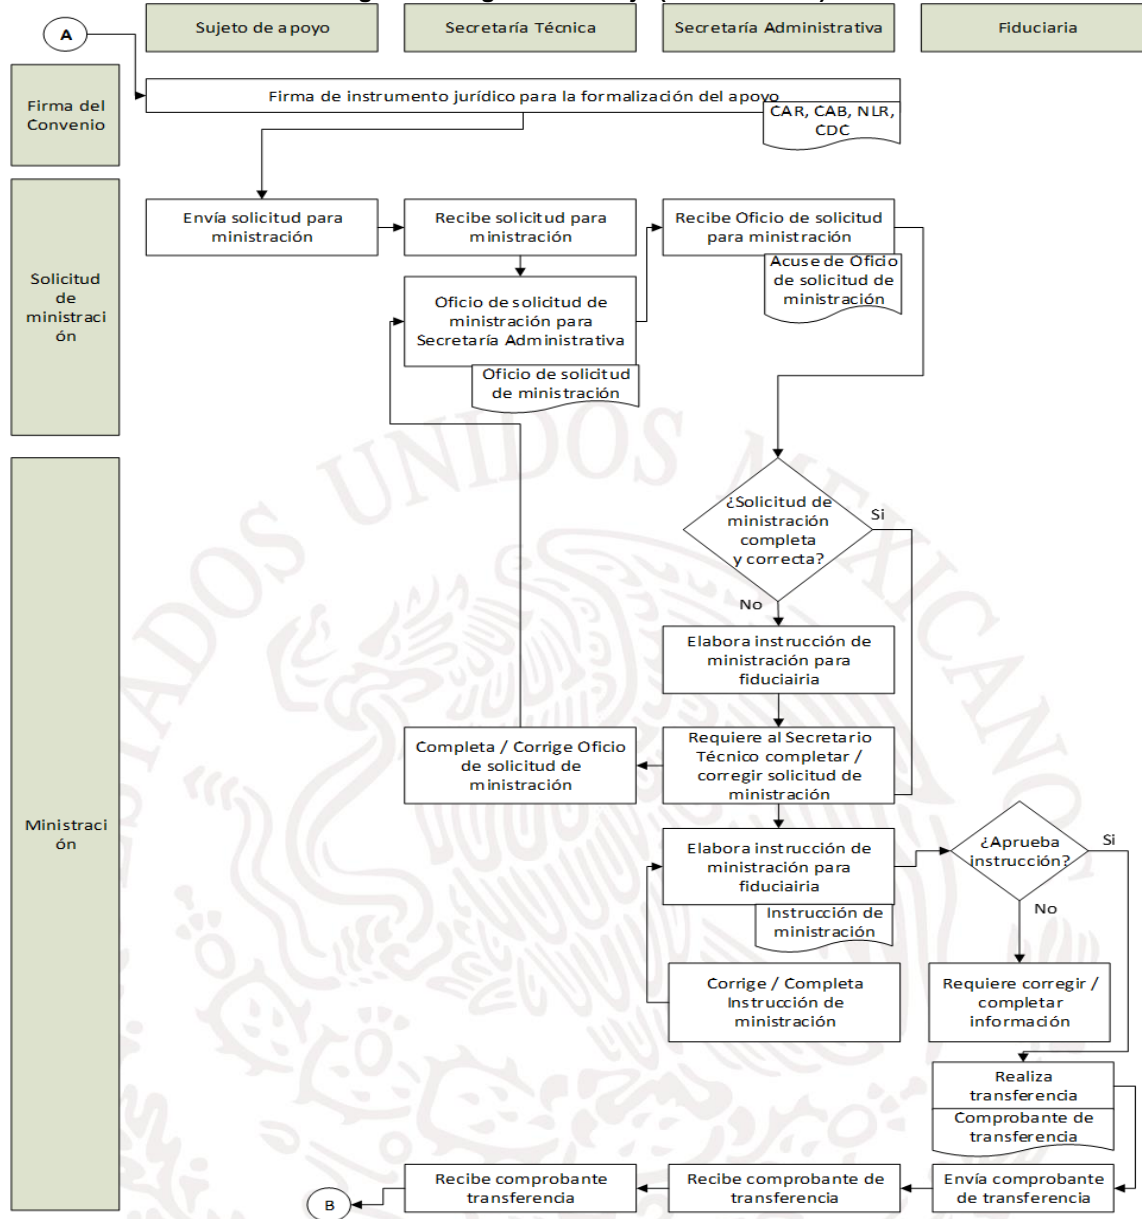 Sujeto de apoyo
Secretaría Técnica
Secretaría Administrativa
Fiduciaria
A
Firma del
Convenio
Firma de instrumento jurídico para la formalización del apoyo
CAR, CAB, NLR,
CDC
Solicitud
de
ministraci
ón
Envía solicitud para
ministración
Recibe solicitud para
ministración
Recibe Oficio de solicitud
para ministración
Acuse de Oficio
de solicitud de
ministración
Oficio de solicitud de
ministración para
Secretaría Administrativa
Oficio de solicitud
de ministración
ESTADOS UNIDOS MEXICANOS
Ministraci
ón
¿Solicitud de
ministración
completa
y correcta?
Si
No
Elabora instrucción de
ministración para
fiduciairia
Completa / Corrige Oficio
de solicitud de
ministración
Requiere al Secretario
Técnico completar /
corregir solicitud de
ministración
Elabora instrucción de
ministración para
fiduciairia
Instrucción de
ministración
¿Aprueba
instrucción?
Si
No
Corrige / Completa
Instrucción de
ministración
Requiere corregir /
completar
información
Realiza
transferencia
Comprobante de
transferencia
Recibe comprobante
transferencia
Recibe comprobante de
transferencia
Envía comprobante
de transferencia
B